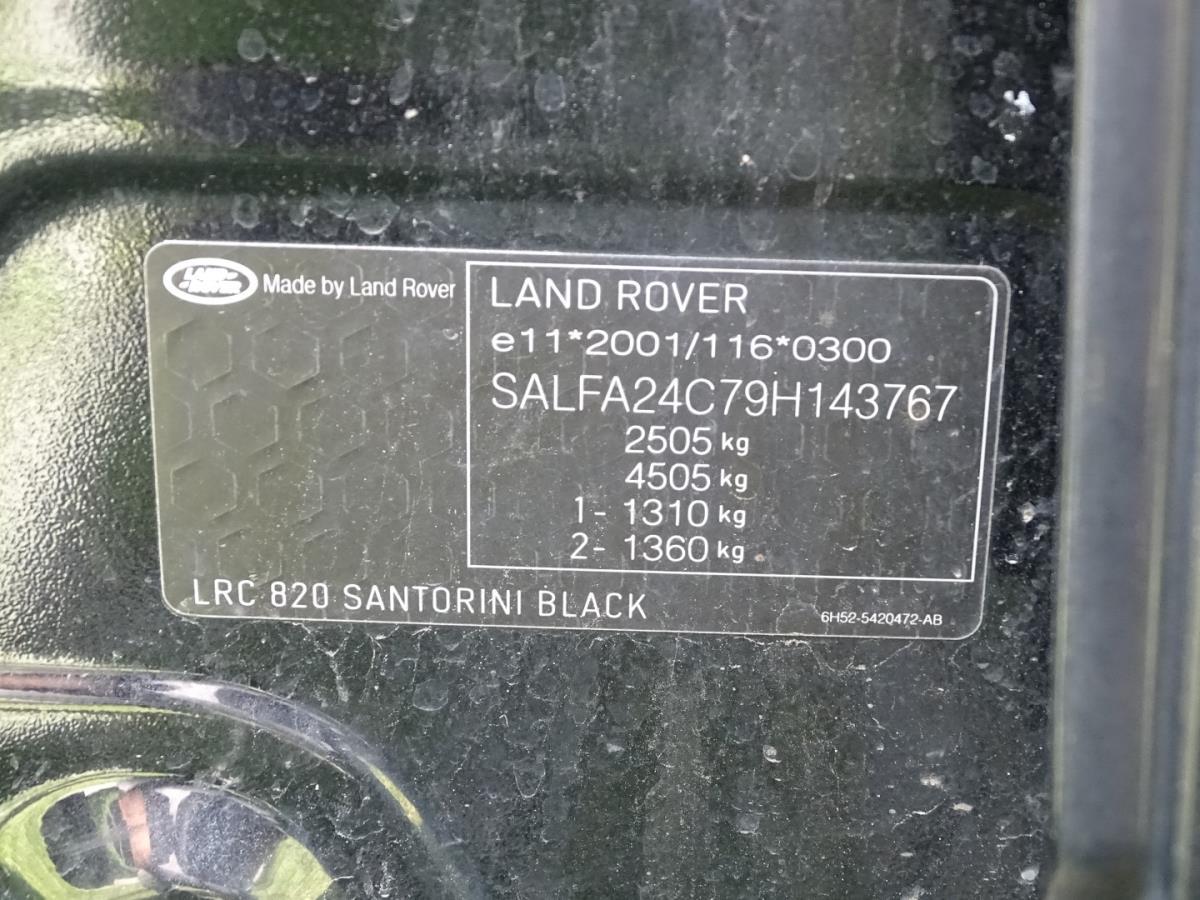 LAND ROVER
Made by Land Rover
LAND ROVER
e11*2001/116*0300
SALFA24C79H143767
2505 kg
4505 kg
1- 1310 kg
2- 1360 kg
LRC 820 SANTORINI BLACK
6H52-5420472-AB